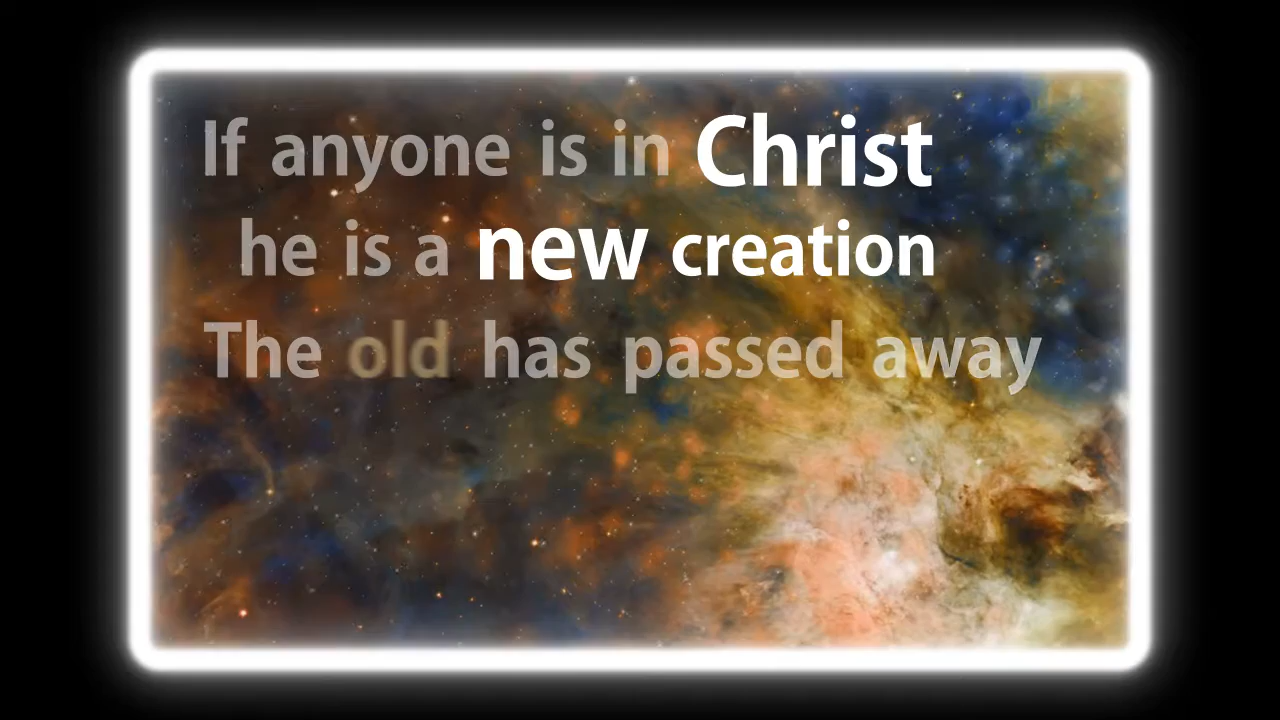 If anyone is in Christ
he is a new creation
The old has passed away